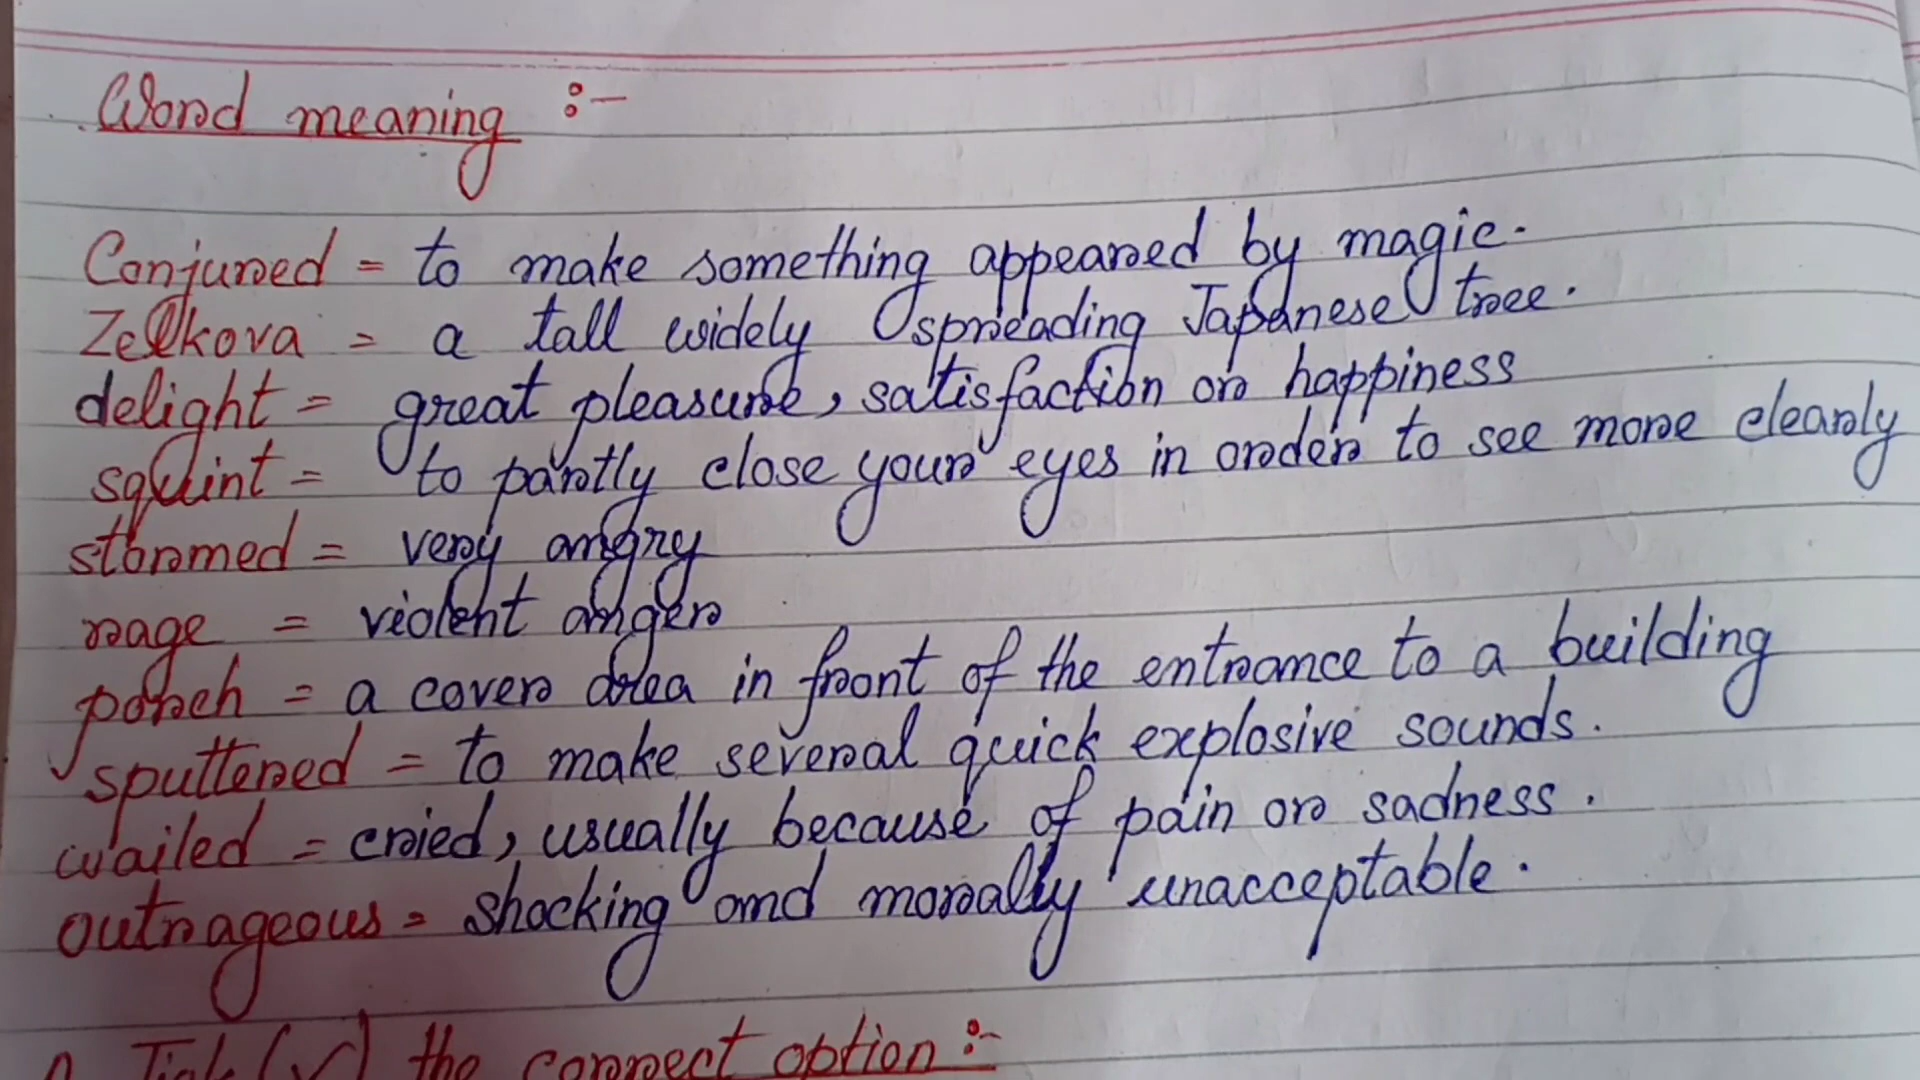 Word meaning :-
Conjured = to make something appeared by magic.
Zelkova = a tall widely spreading Japanese tree.
delight = great pleasure, satisfaction or happiness
squint = to partly close your eyes in order to see more clearly
stormed = very angry
rage = violent anger
porch = a cover area in front of the entrance to a building
sputtered = to make several quick explosive sounds.
wailed = cried, usually because of pain or sadness.
outrageous = shocking and morally unacceptable.
Tick (✓) the correct option :-